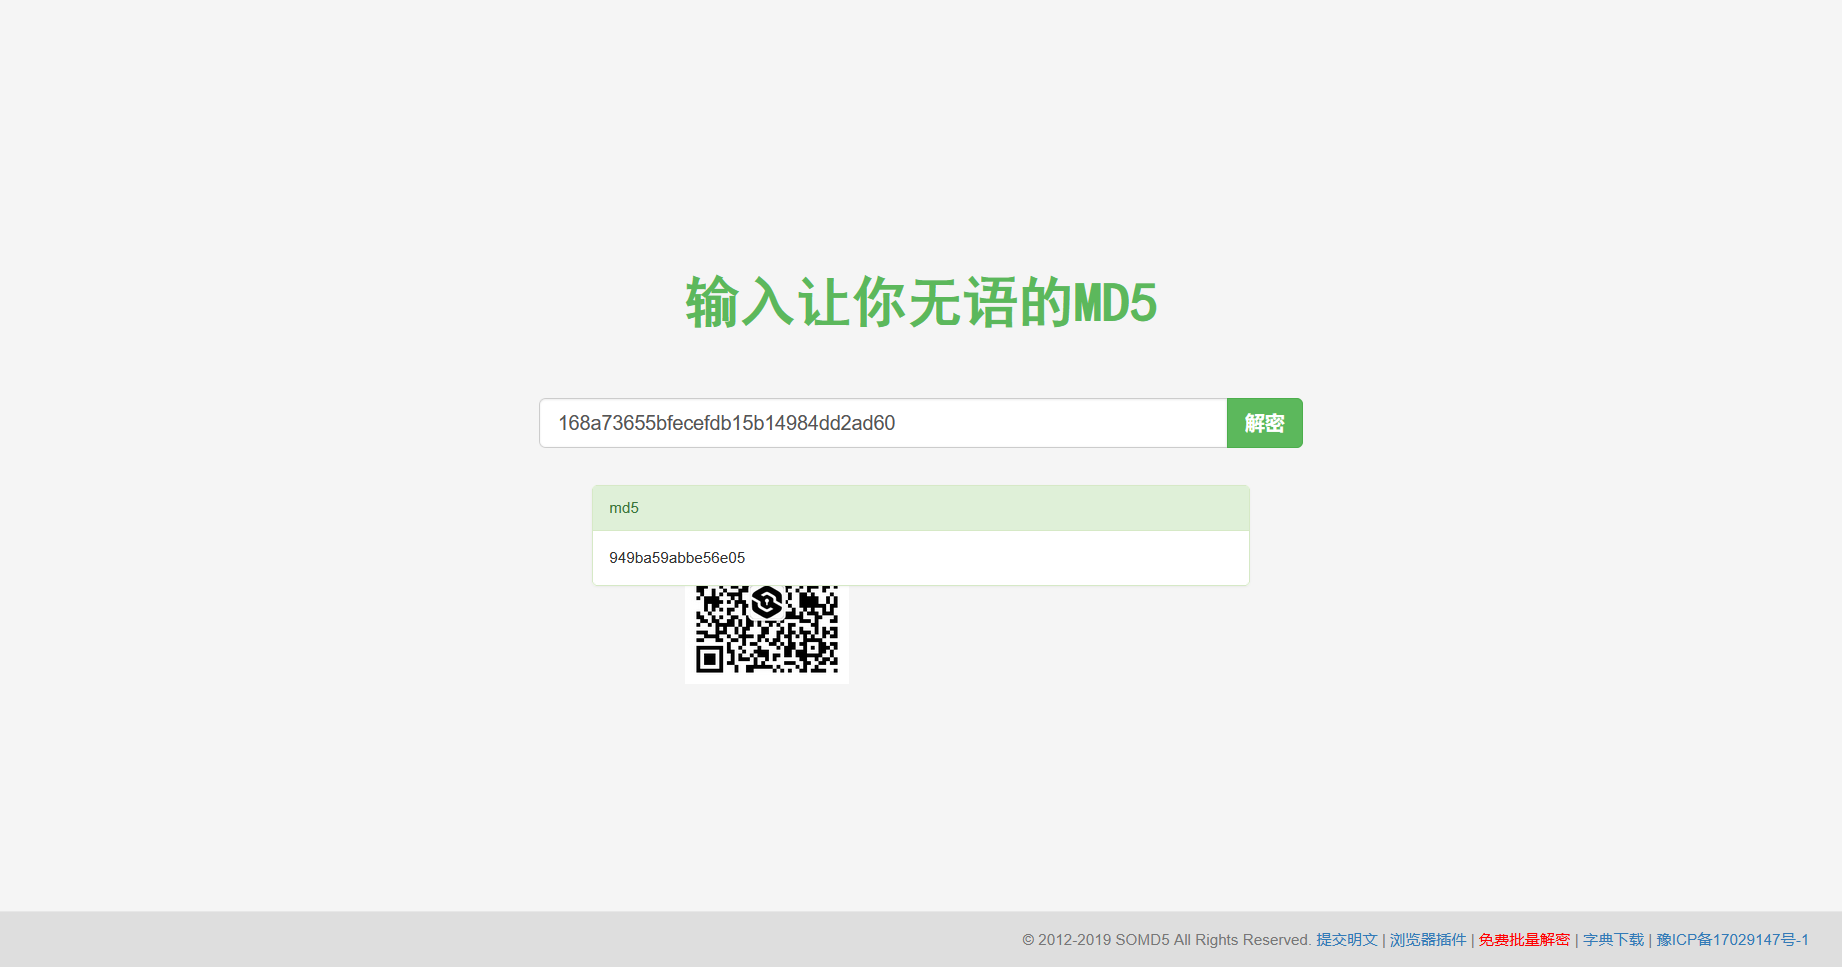 输入让你无语的MD5
168a73655bfecefdb15b14984dd2ad60 解密
md5
949ba59abbe56e05
© 2012-2019 SOMD5 All Rights Reserved. 提交明文 | 浏览器插件 | 免费批量解密 | 字典下载 | 豫ICP备17029147号-1